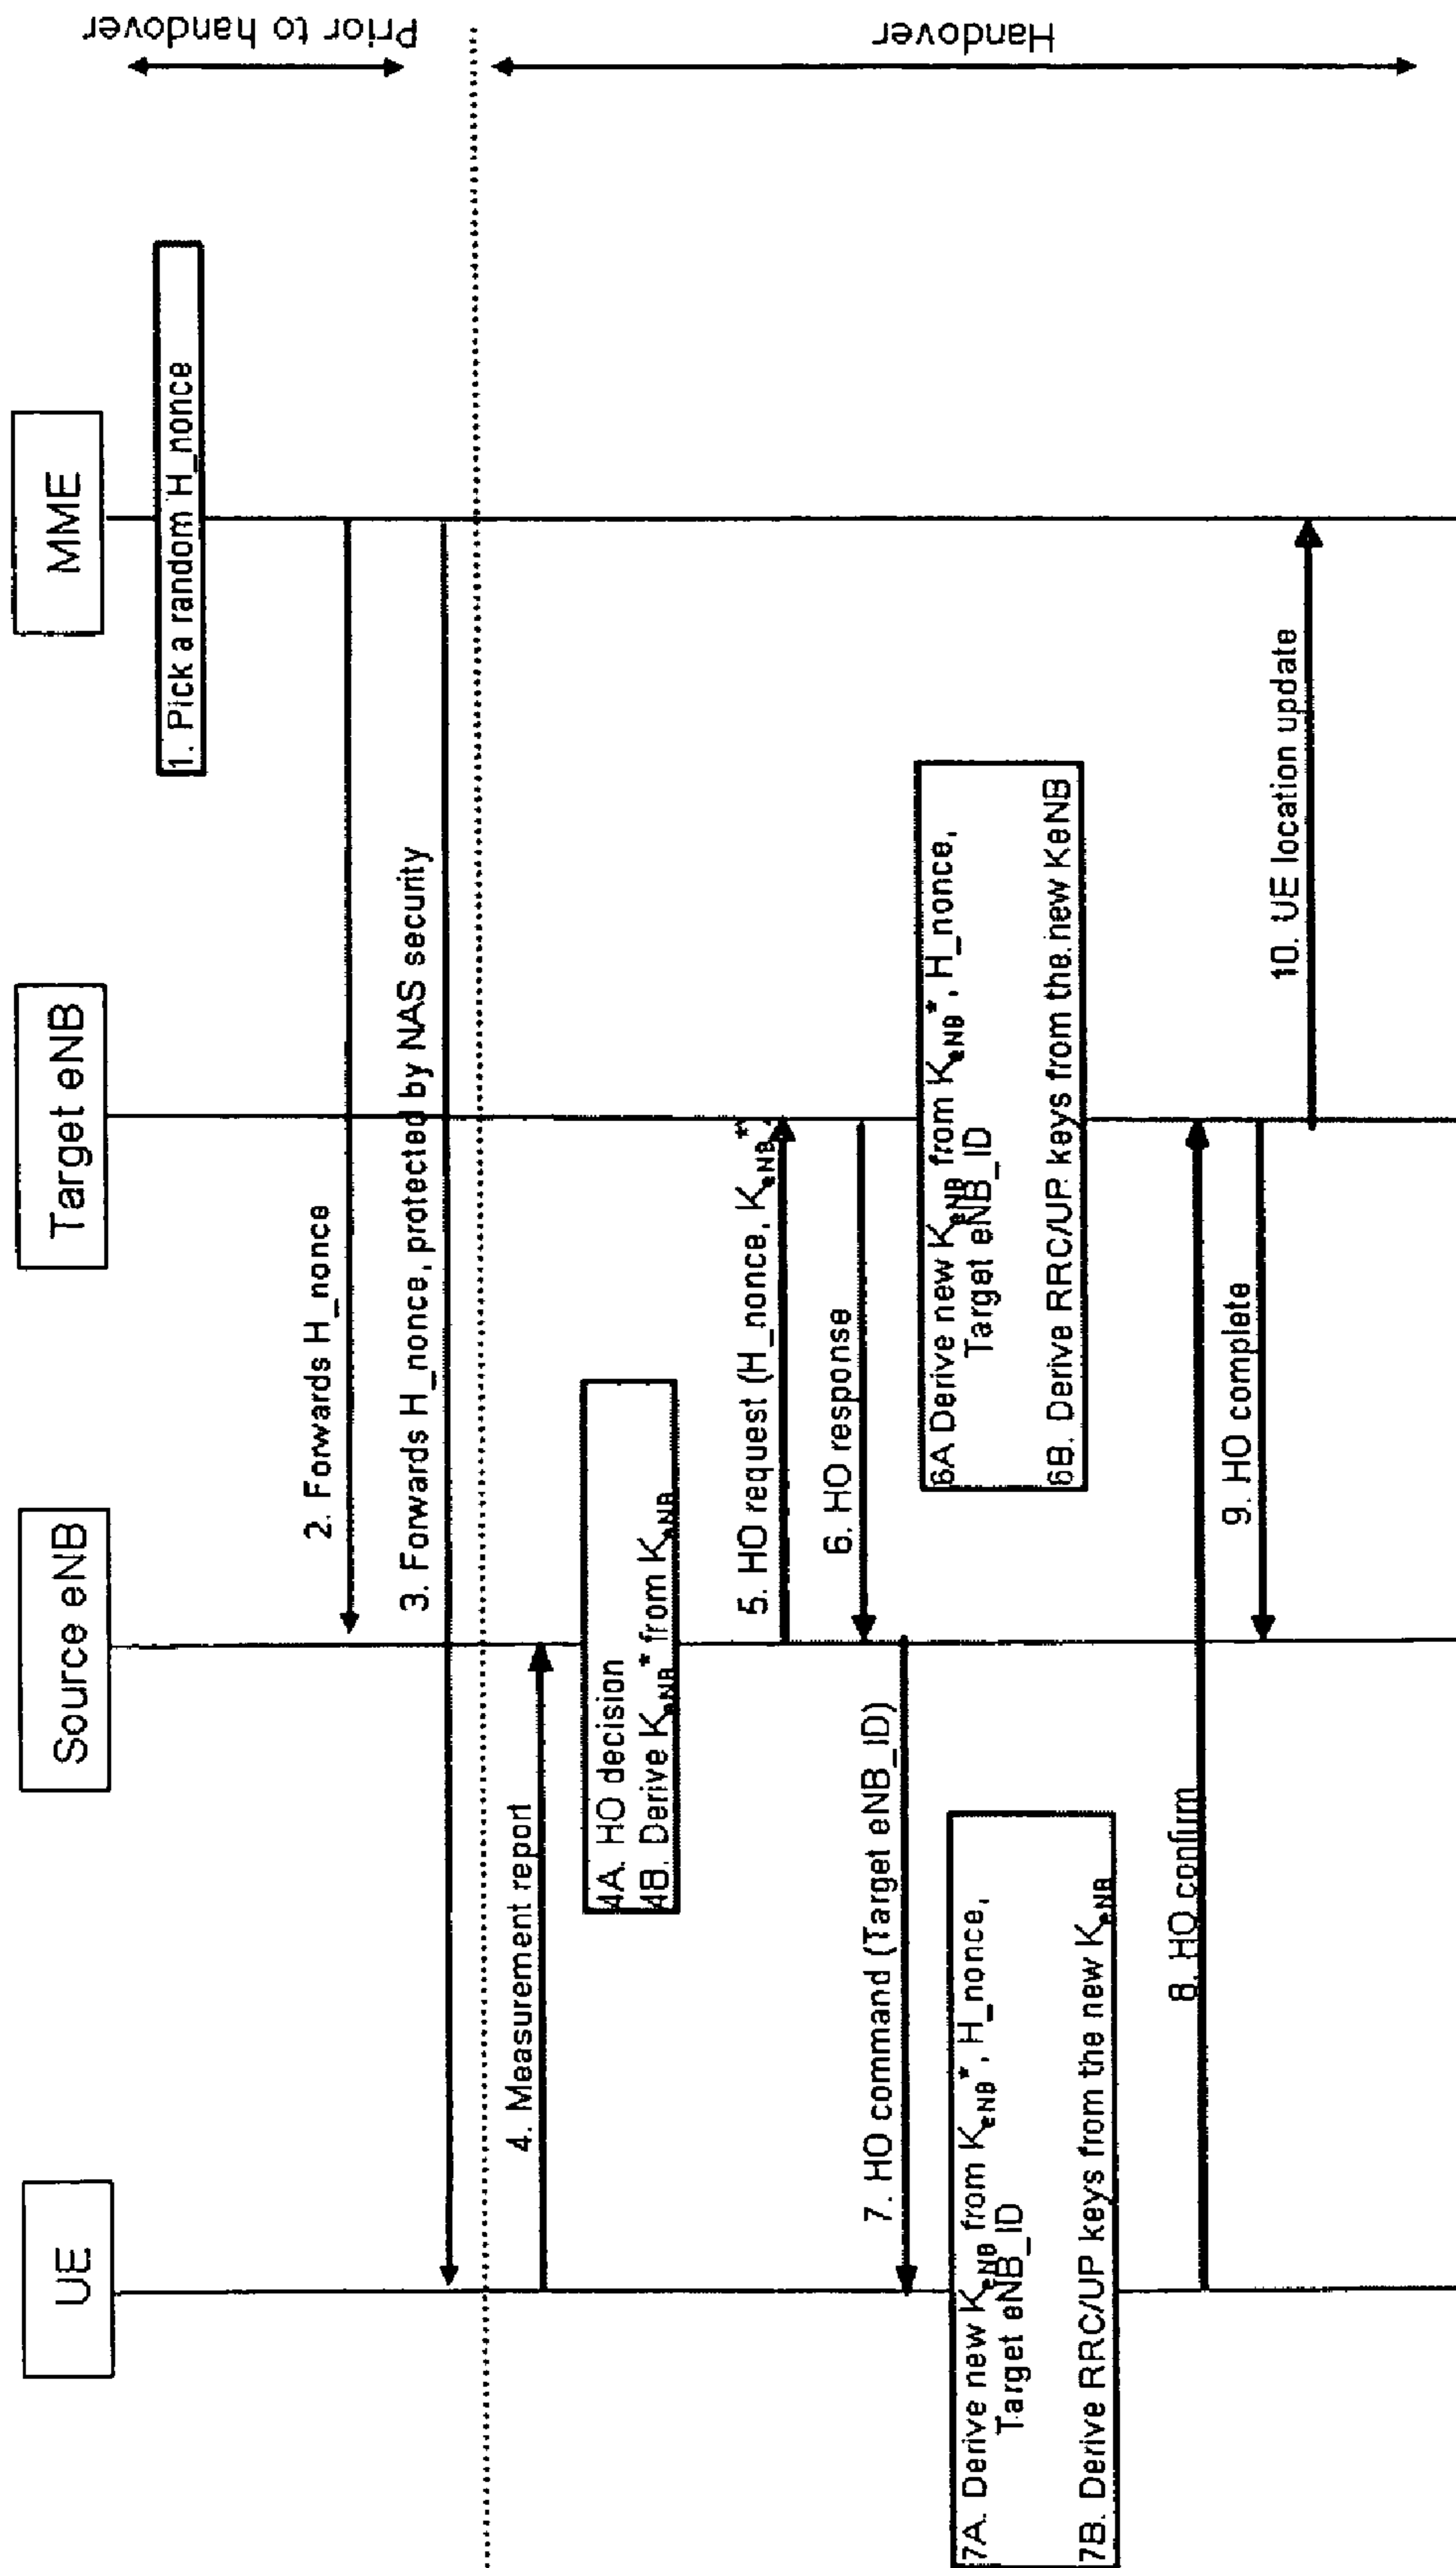 UE
Source eNB
Target eNB
MME
Prior to handover
1. Pick a random H_nonce
2. Forwards H_nonce
3. Forwards H_nonce, protected by NAS security
Handover
4. Measurement report
4A. HO decision
4B. Derive KeNB* from KeNB
5. HO request (H_nonce, KeNB*)
6. HO response
6A Derive new KeNB from KeNB*, H_nonce,
Target eNB_ID
6B. Derive RRC/UP keys from the new KeNB
7. HO command (Target eNB_ID)
7A. Derive new KeNB from KeNB*, H_nonce,
Target eNB_ID
7B. Derive RRC/UP keys from the new KeNB
8. HO confirm
9. HO complete
10. UE location update